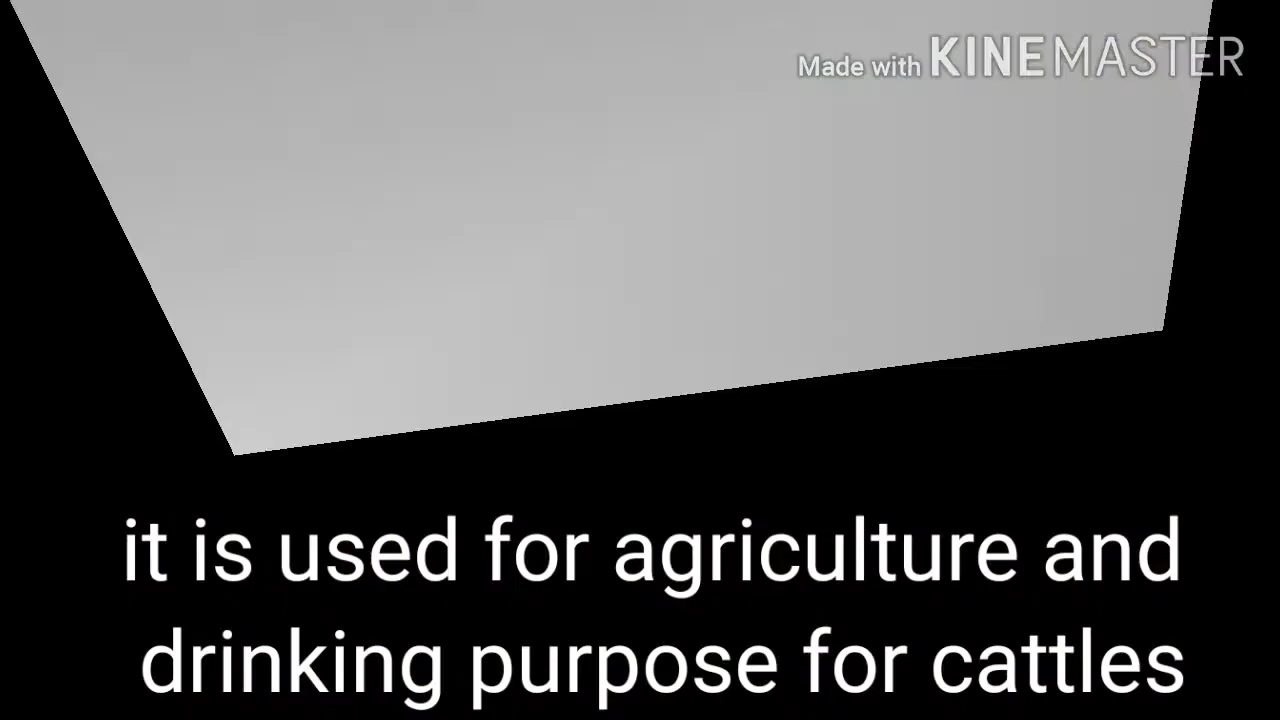 Made with KINEMASTER
it is used for agriculture and
drinking purpose for cattles